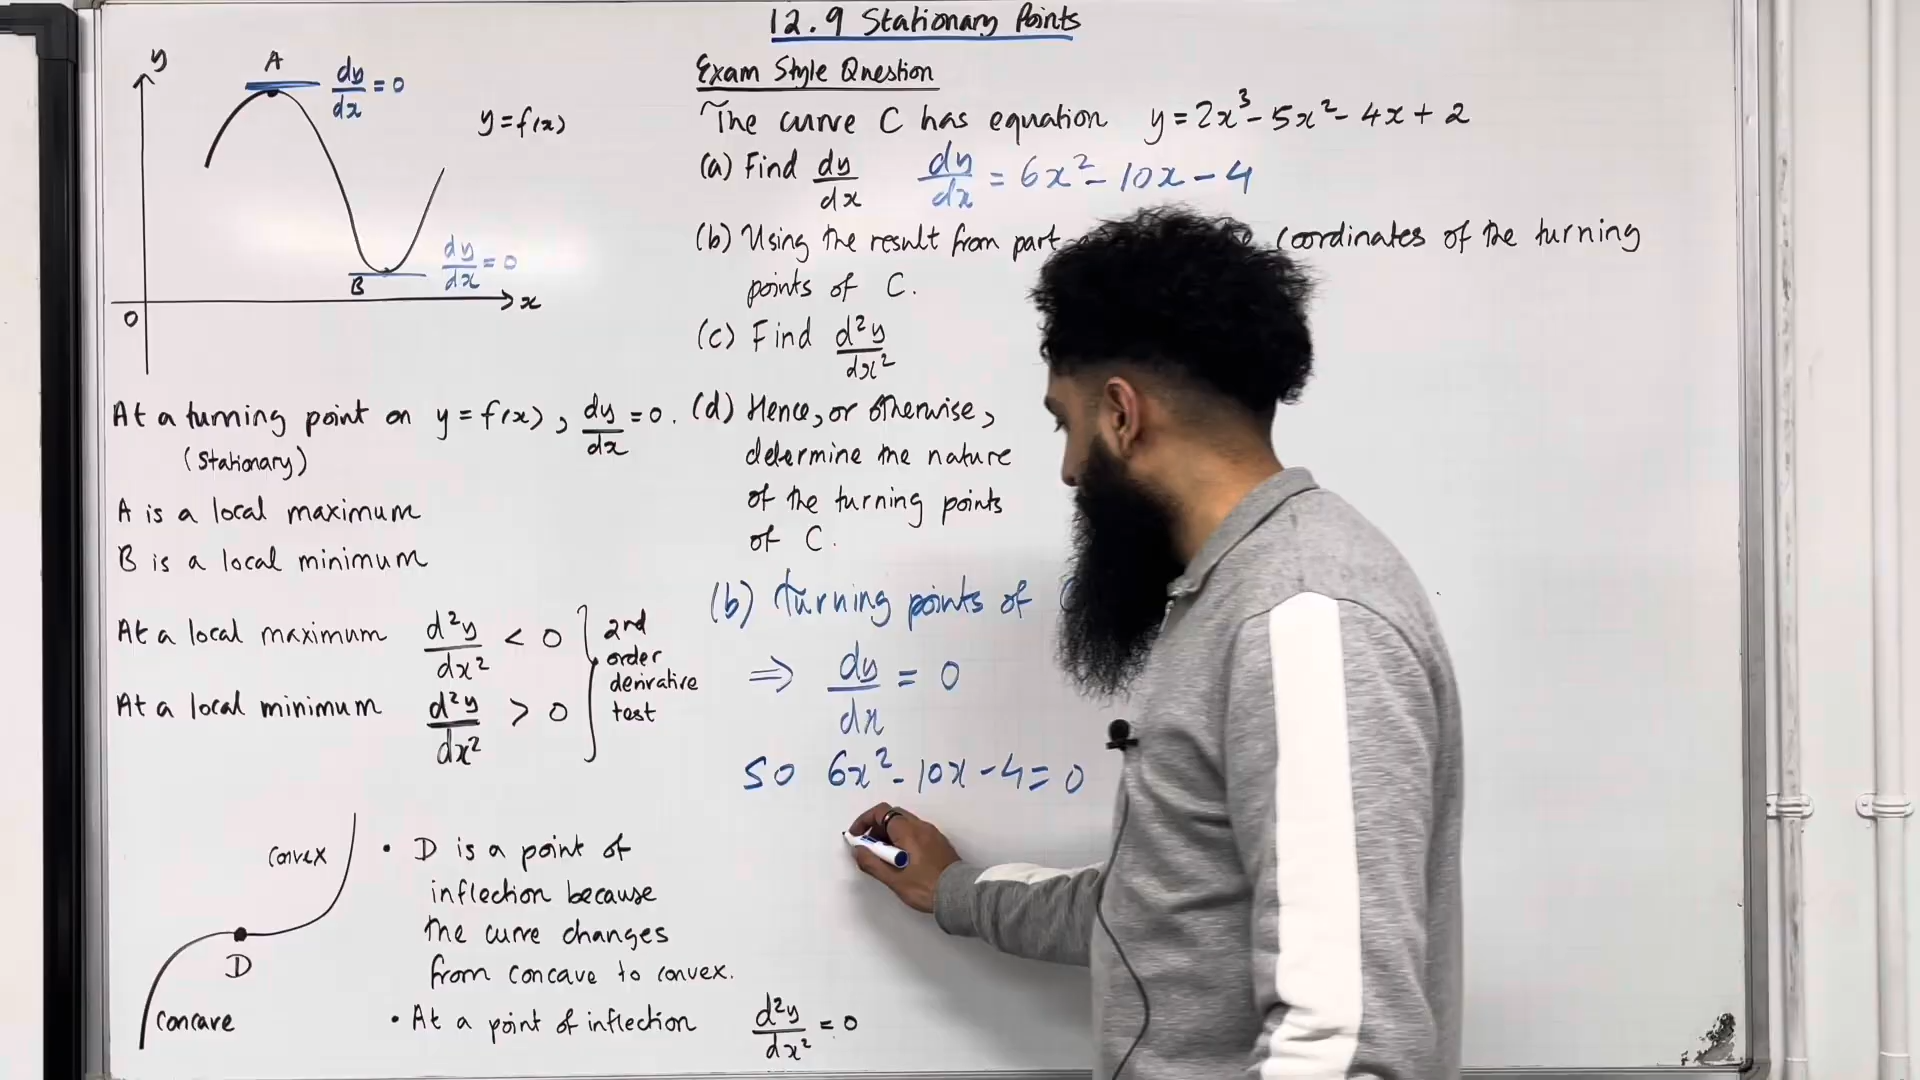 12.9 Stationary Points
y
A
dy/dx = 0
y = f(x)
dy/dx = 0
B
x
0
At a turning point on y = f(x), dy/dx = 0.
(stationary)
A is a local maximum
B is a local minimum
At a local maximum d²y/dx² < 0
At a local minimum d²y/dx² > 0
2nd
order
derivative
test
convex
D
concave
• D is a point of
inflection because
the curve changes
from concave to convex.
• At a point of inflection d²y/dx² = 0
Exam Style Question
The curve C has equation y = 2x³ - 5x² - 4x + 2
(a) Find dy/dx dy/dx = 6x² - 10x - 4
(b) Using the result from part coordinates of the turning
points of C.
(c) Find d²y/dx²
(d) Hence, or otherwise,
determine the nature
of the turning points
of C.
(b) turning points of
⇒ dy/dx = 0
so 6x² - 10x - 4 = 0